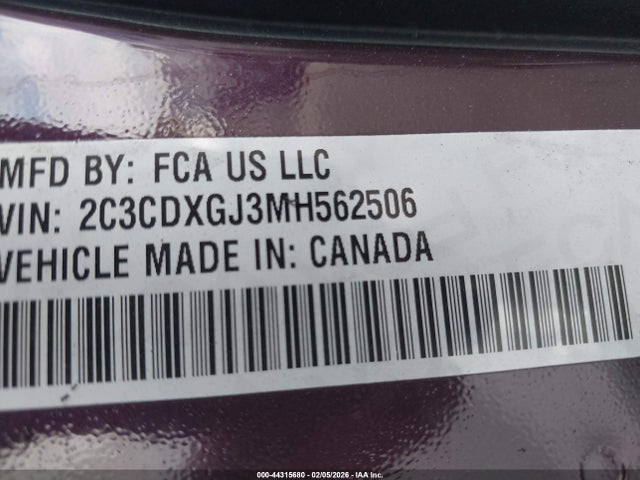 MFD BY: FCA US LLC
VIN: 2C3CDXGJ3MH562506
VEHICLE MADE IN: CANADA
000-44315680 - 02/05/2026 - IAA Inc.